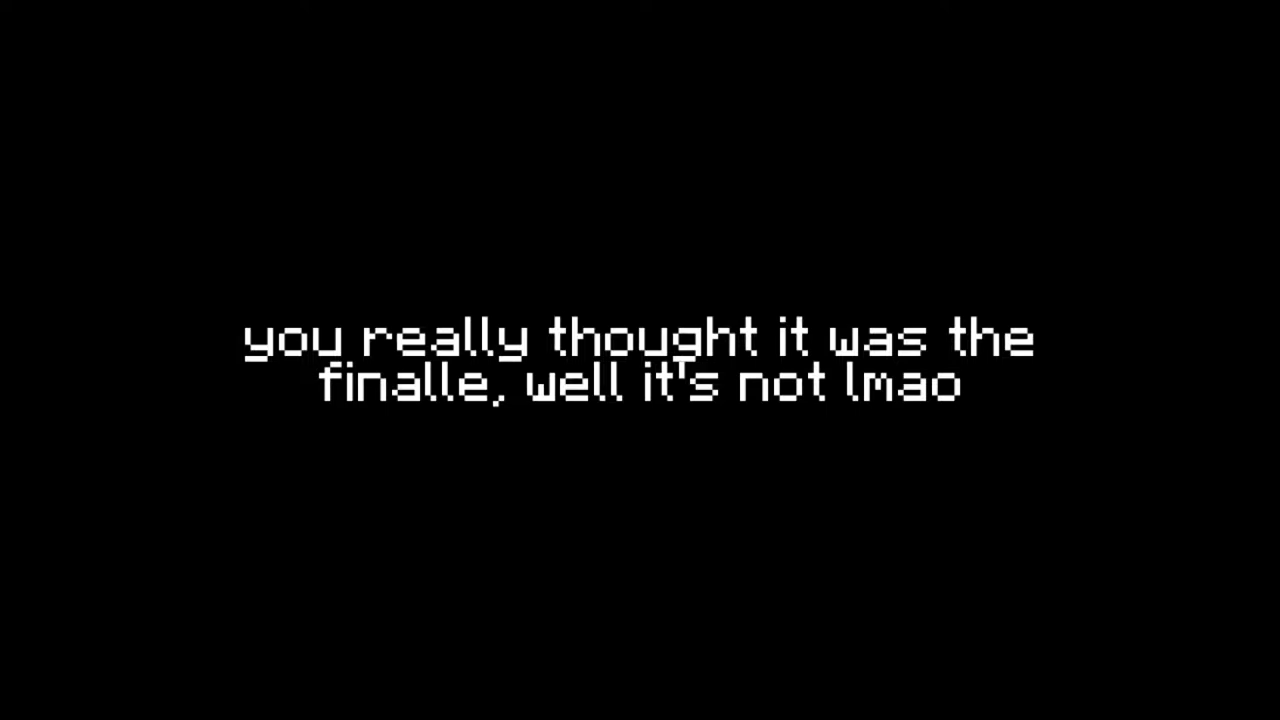 you really thought it was the
finalle, well it's not lmao